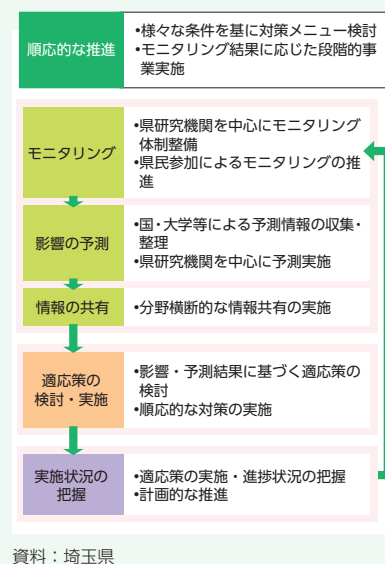 順応的な推進
•様々な条件を基に対策メニュー検討
•モニタリング結果に応じた段階的事
業実施
モニタリング
•県研究機関を中心にモニタリング
体制整備
•県民参加によるモニタリングの推
進
影響の予測
•国・大学等による予測情報の収集・
整理
•県研究機関を中心に予測実施
情報の共有
•分野横断的な情報共有の実施
適応策の
検討・実施
•影響・予測結果に基づく適応策の
検討
•順応的な対策の実施
実施状況の
把握
•適応策の実施・進捗状況の把握
•計画的な推進
資料：埼玉県